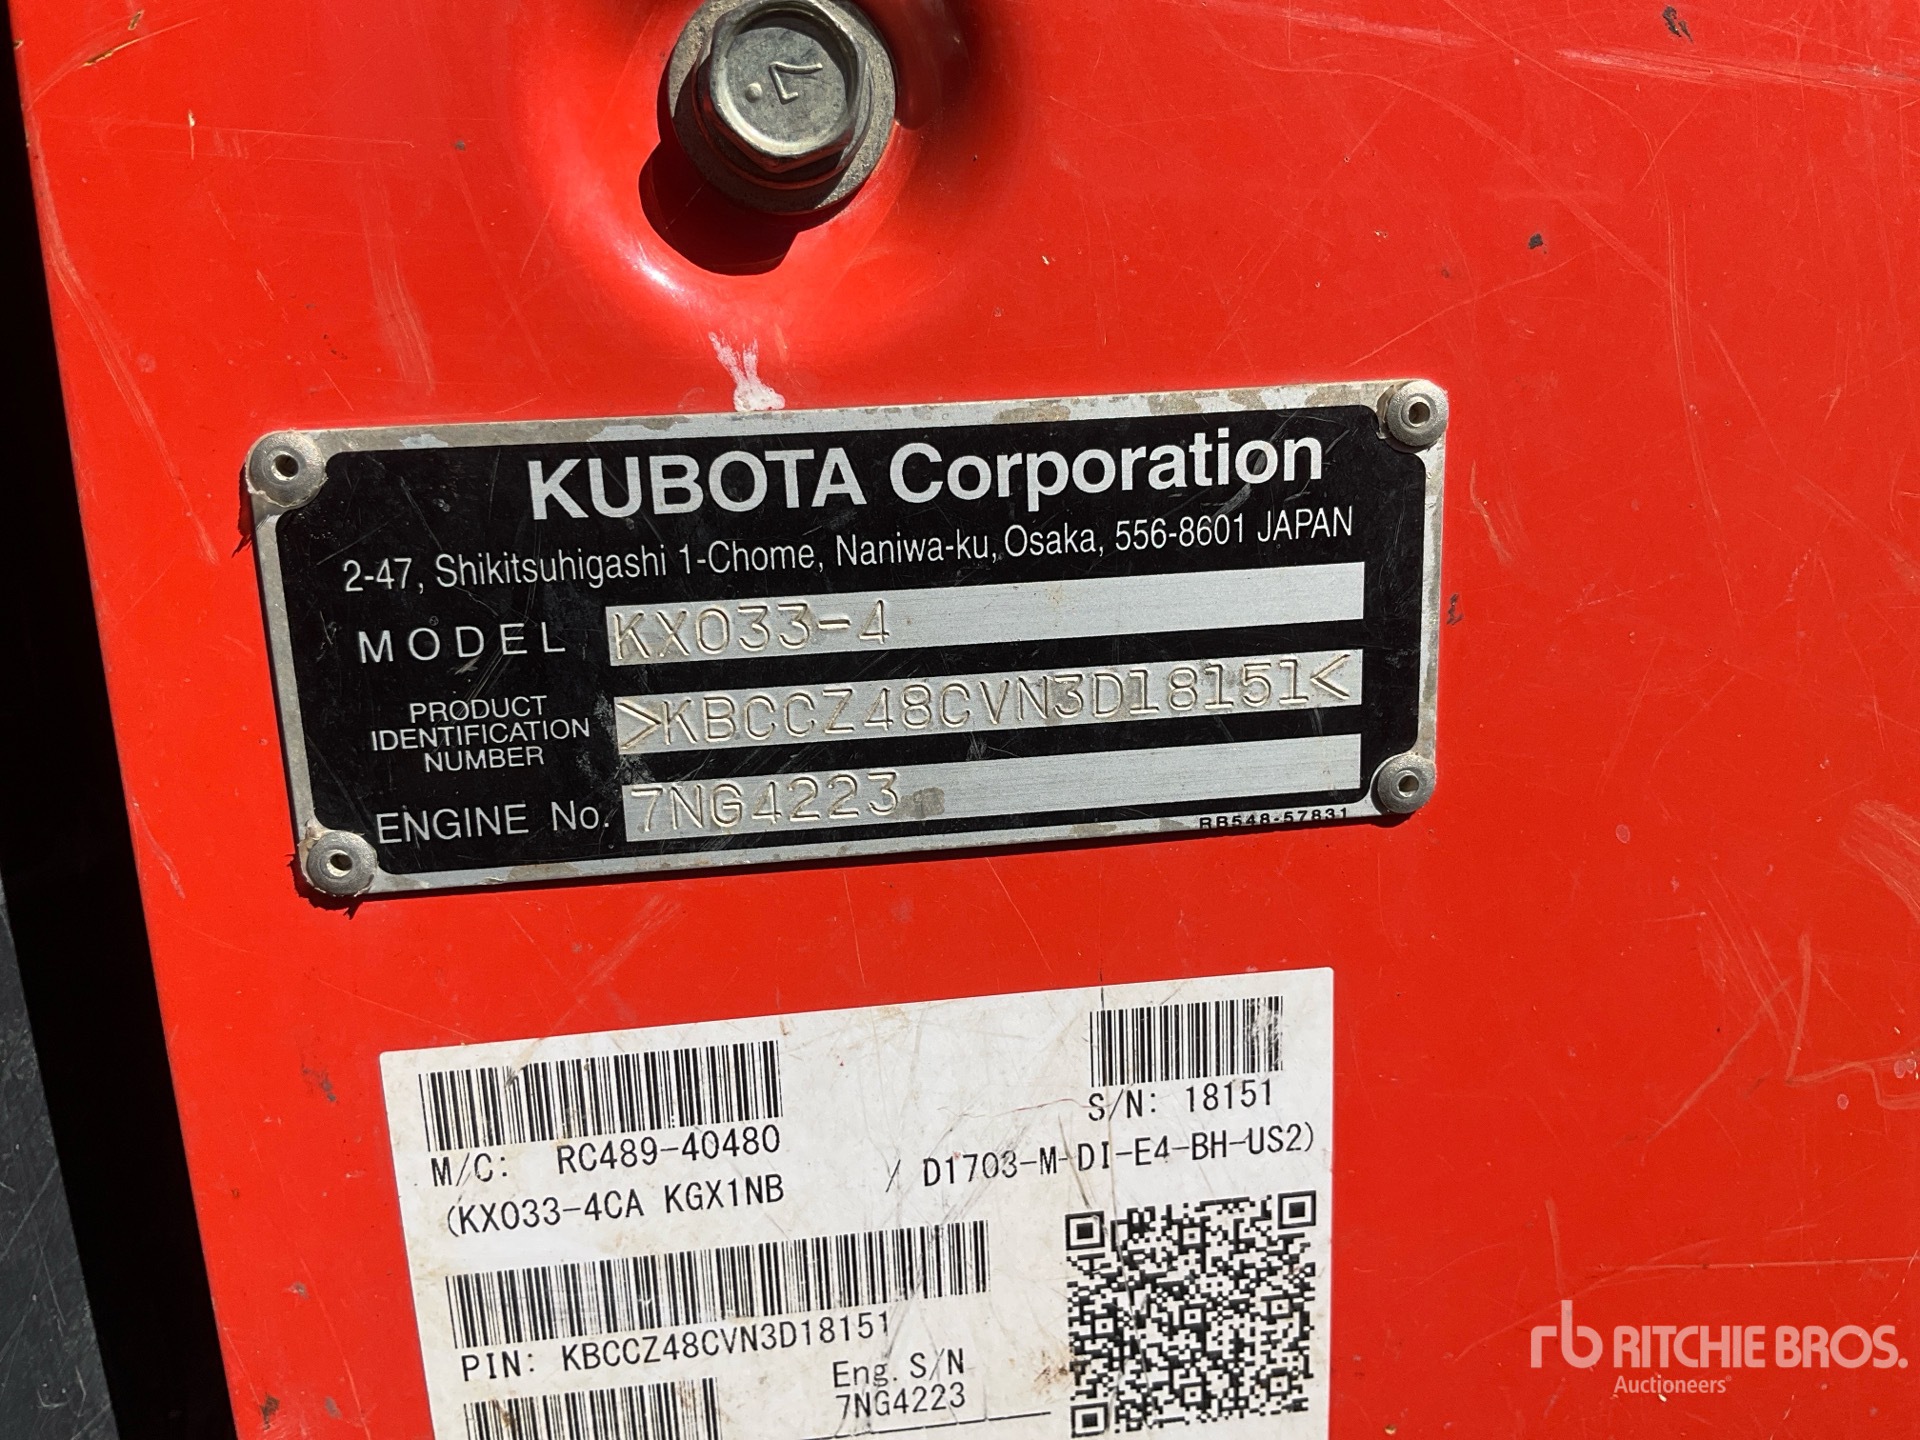 KUBOTA Corporation
2-47, Shikitsuhigashi 1-Chome, Naniwa-ku, Osaka, 556-8601 JAPAN
MODEL KX033-4
PRODUCT
IDENTIFICATION
NUMBER
>KBCCZ48CVN3D18151<
ENGINE No. 7NG4223
RB548-57831
S/N: 18151
M/C: RC489-40480
(KX033-4CA KGX1NB / D1703-M-DI-E4-BH-US2)
PIN: KBCCZ48CVN3D18151
Eng. S/N
7NG4223
rb RITCHIE BROS.
Auctioneers